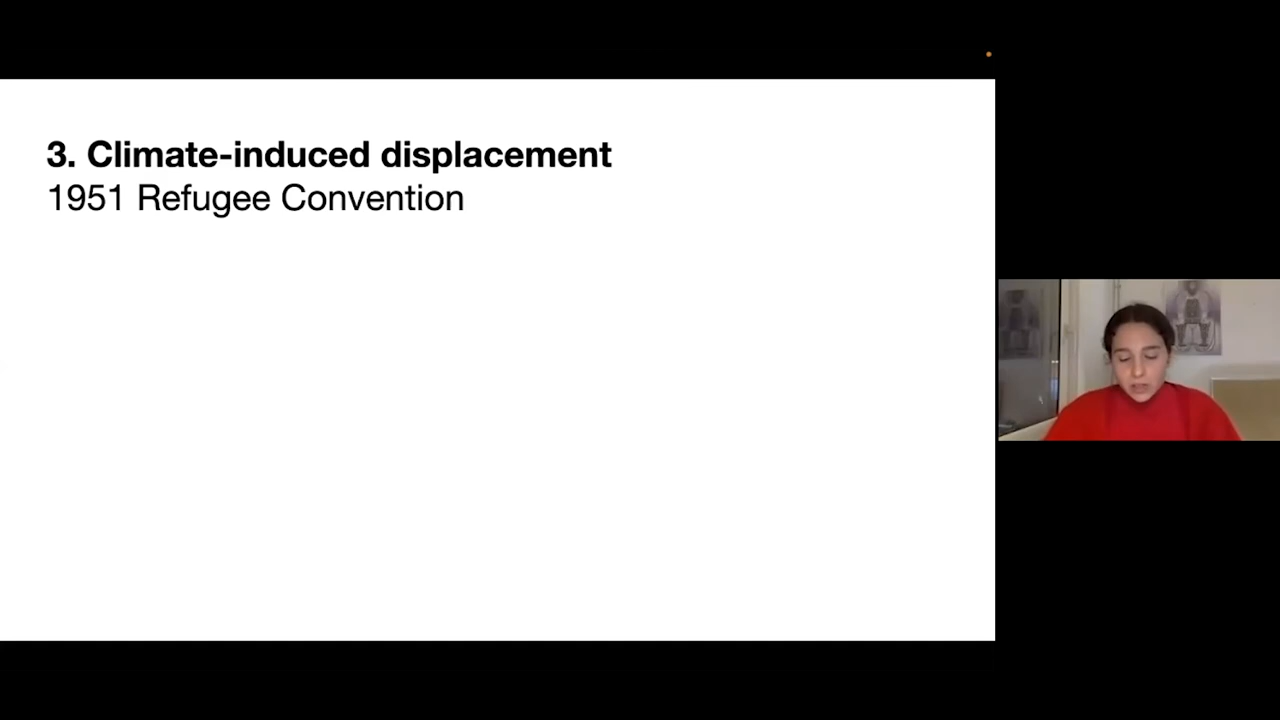 3. Climate-induced displacement
1951 Refugee Convention